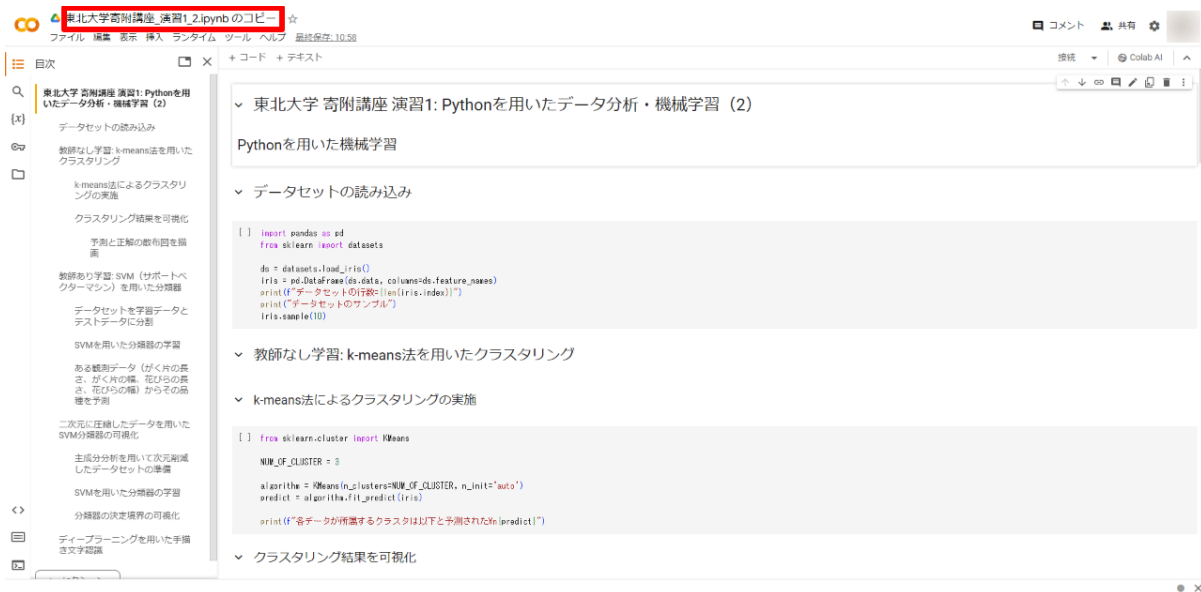 東北大学寄附講座_演習1_2.ipynb のコピー
ファイル 編集 表示 挿入 ランタイム ツール ヘルプ 最終保存: 10:58
コメント 共有
目次
東北大学 寄附講座 演習1: Pythonを用
いたデータ分析・機械学習（2）
データセットの読み込み
教師なし学習: k-means法を用いた
クラスタリング
k-means法によるクラスタリ
ングの実施
クラスタリング結果を可視化
予測と正解の散布図を描
画
教師あり学習: SVM（サポートベ
クターマシン）を用いた分類器
データセットを学習データと
テストデータに分割
SVMを用いた分類器の学習
ある観測データ（がく片の長
さ、がく片の幅、花びらの長
さ、花びらの幅）からその品
種を予測
二次元に圧縮したデータを用いた
SVM分類器の可視化
主成分分析を用いて次元削減
したデータセットの準備
SVMを用いた分類器の学習
分類器の決定境界の可視化
ディープラーニングを用いた手描
き文字認識
+ コード + テキスト
接続 Colab AI
東北大学 寄附講座 演習1: Pythonを用いたデータ分析・機械学習（2）
Pythonを用いた機械学習
データセットの読み込み
[ ] import pandas as pd
from sklearn import datasets
ds = datasets.load_iris()
iris = pd.DataFrame(ds.data, columns=ds.feature_names)
print(f"データセットの行数={len(iris.index)}")
print("データセットのサンプル")
iris.sample(10)
教師なし学習: k-means法を用いたクラスタリング
k-means法によるクラスタリングの実施
[ ] from sklearn.cluster import KMeans
NUM_OF_CLUSTER = 3
algorithm = KMeans(n_clusters=NUM_OF_CLUSTER, n_init="auto")
predict = algorithm.fit_predict(iris)
print(f"各データが所属するクラスタは以下と予測された¥n{predict}")
クラスタリング結果を可視化